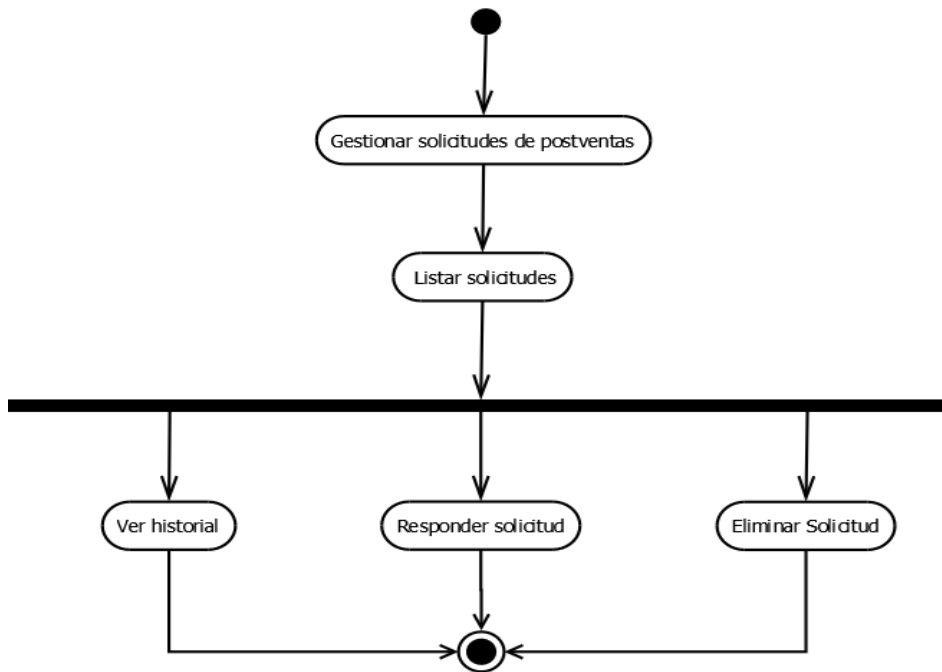 Gestionar solicitudes de postventas
Listar solicitudes
Ver historial
Responder solicitud
Eliminar Solicitud